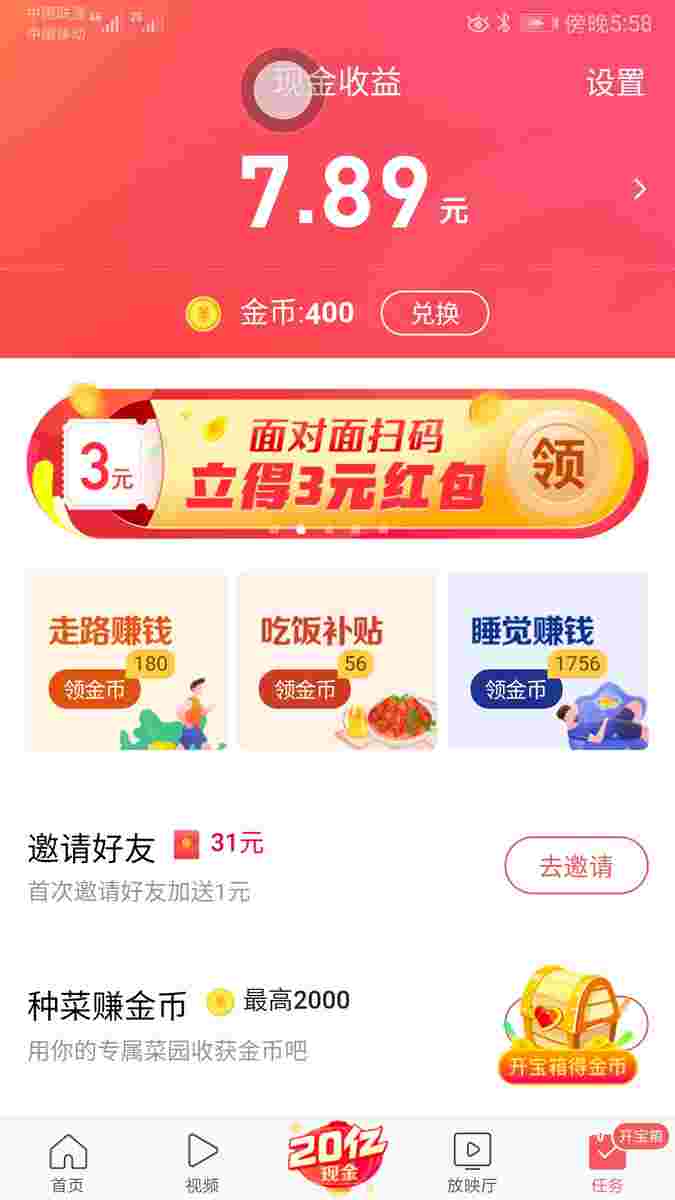 中国联通 4G 2G 傍晚5:58
中国移动
现金收益 设置
7.89元
金币:400 兑换
3元
面对面扫码
立得3元红包
领
走路赚钱
180
领金币
吃饭补贴
56
领金币
睡觉赚钱
1756
领金币
邀请好友 31元
首次邀请好友加送1元
去邀请
种菜赚金币 最高2000
用你的专属菜园收获金币吧
开宝箱得金币
20亿
现金
开宝箱
首页 视频 放映厅 任务